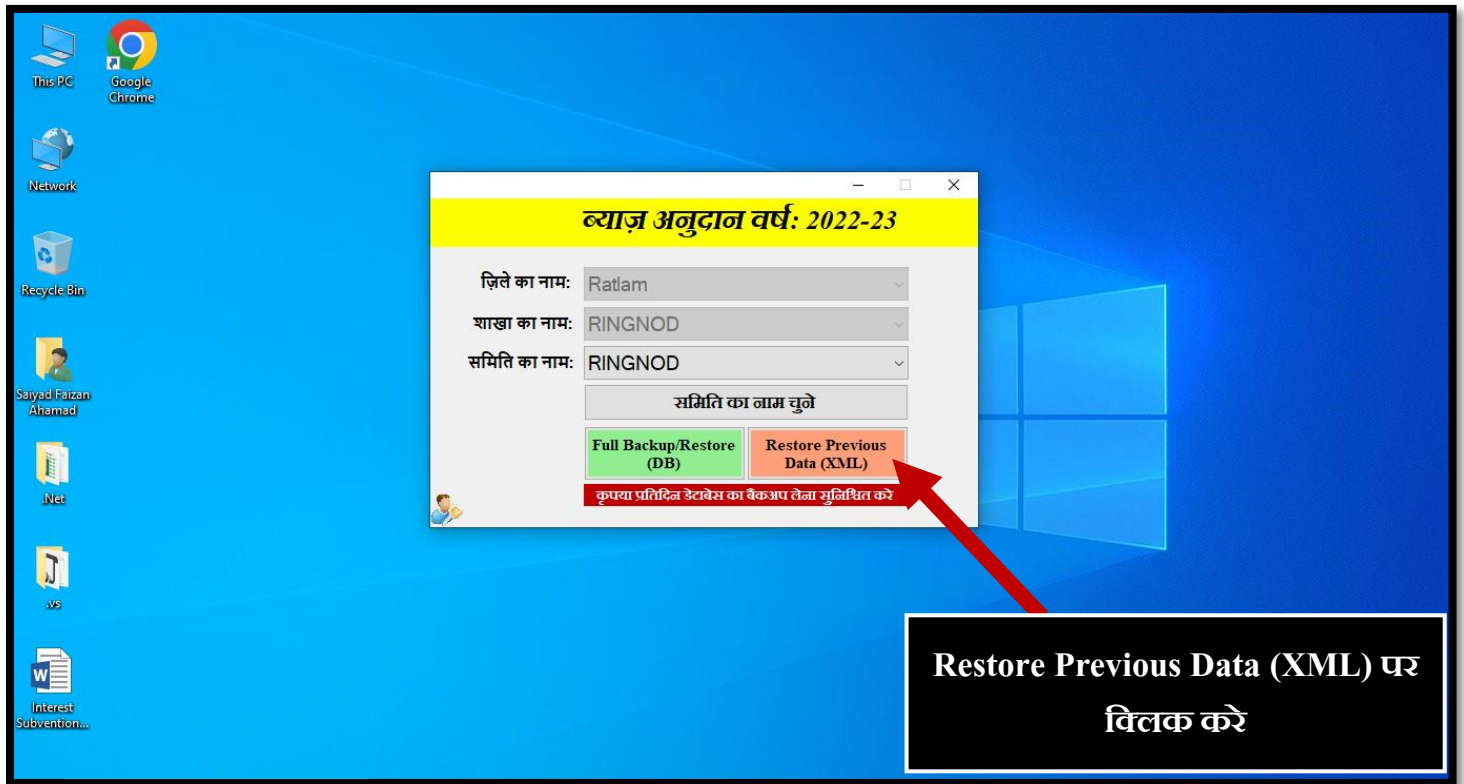 This PC
Google
Chrome
Network
Recycle Bin
Saiyad Faizan
Ahamad
.Net
.vs
Interest
Subvention...
ब्याज़ अनुदान वर्ष: 2022-23
ज़िले का नाम:
Ratlam
शाखा का नाम:
RINGNOD
समिति का नाम:
RINGNOD
समिति का नाम चुने
Full Backup/Restore
(DB)
Restore Previous
Data (XML)
कृपया प्रतिदिन डेटाबेस का बैकअप लेना सुनिश्चित करे
Restore Previous Data (XML) पर
क्लिक करे